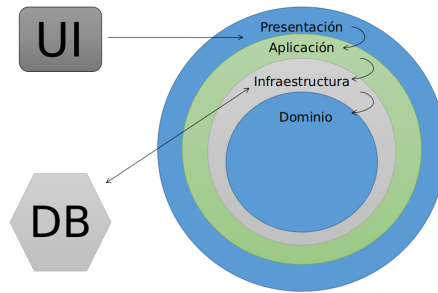 UI
Presentación
Aplicación
Infraestructura
Dominio
DB